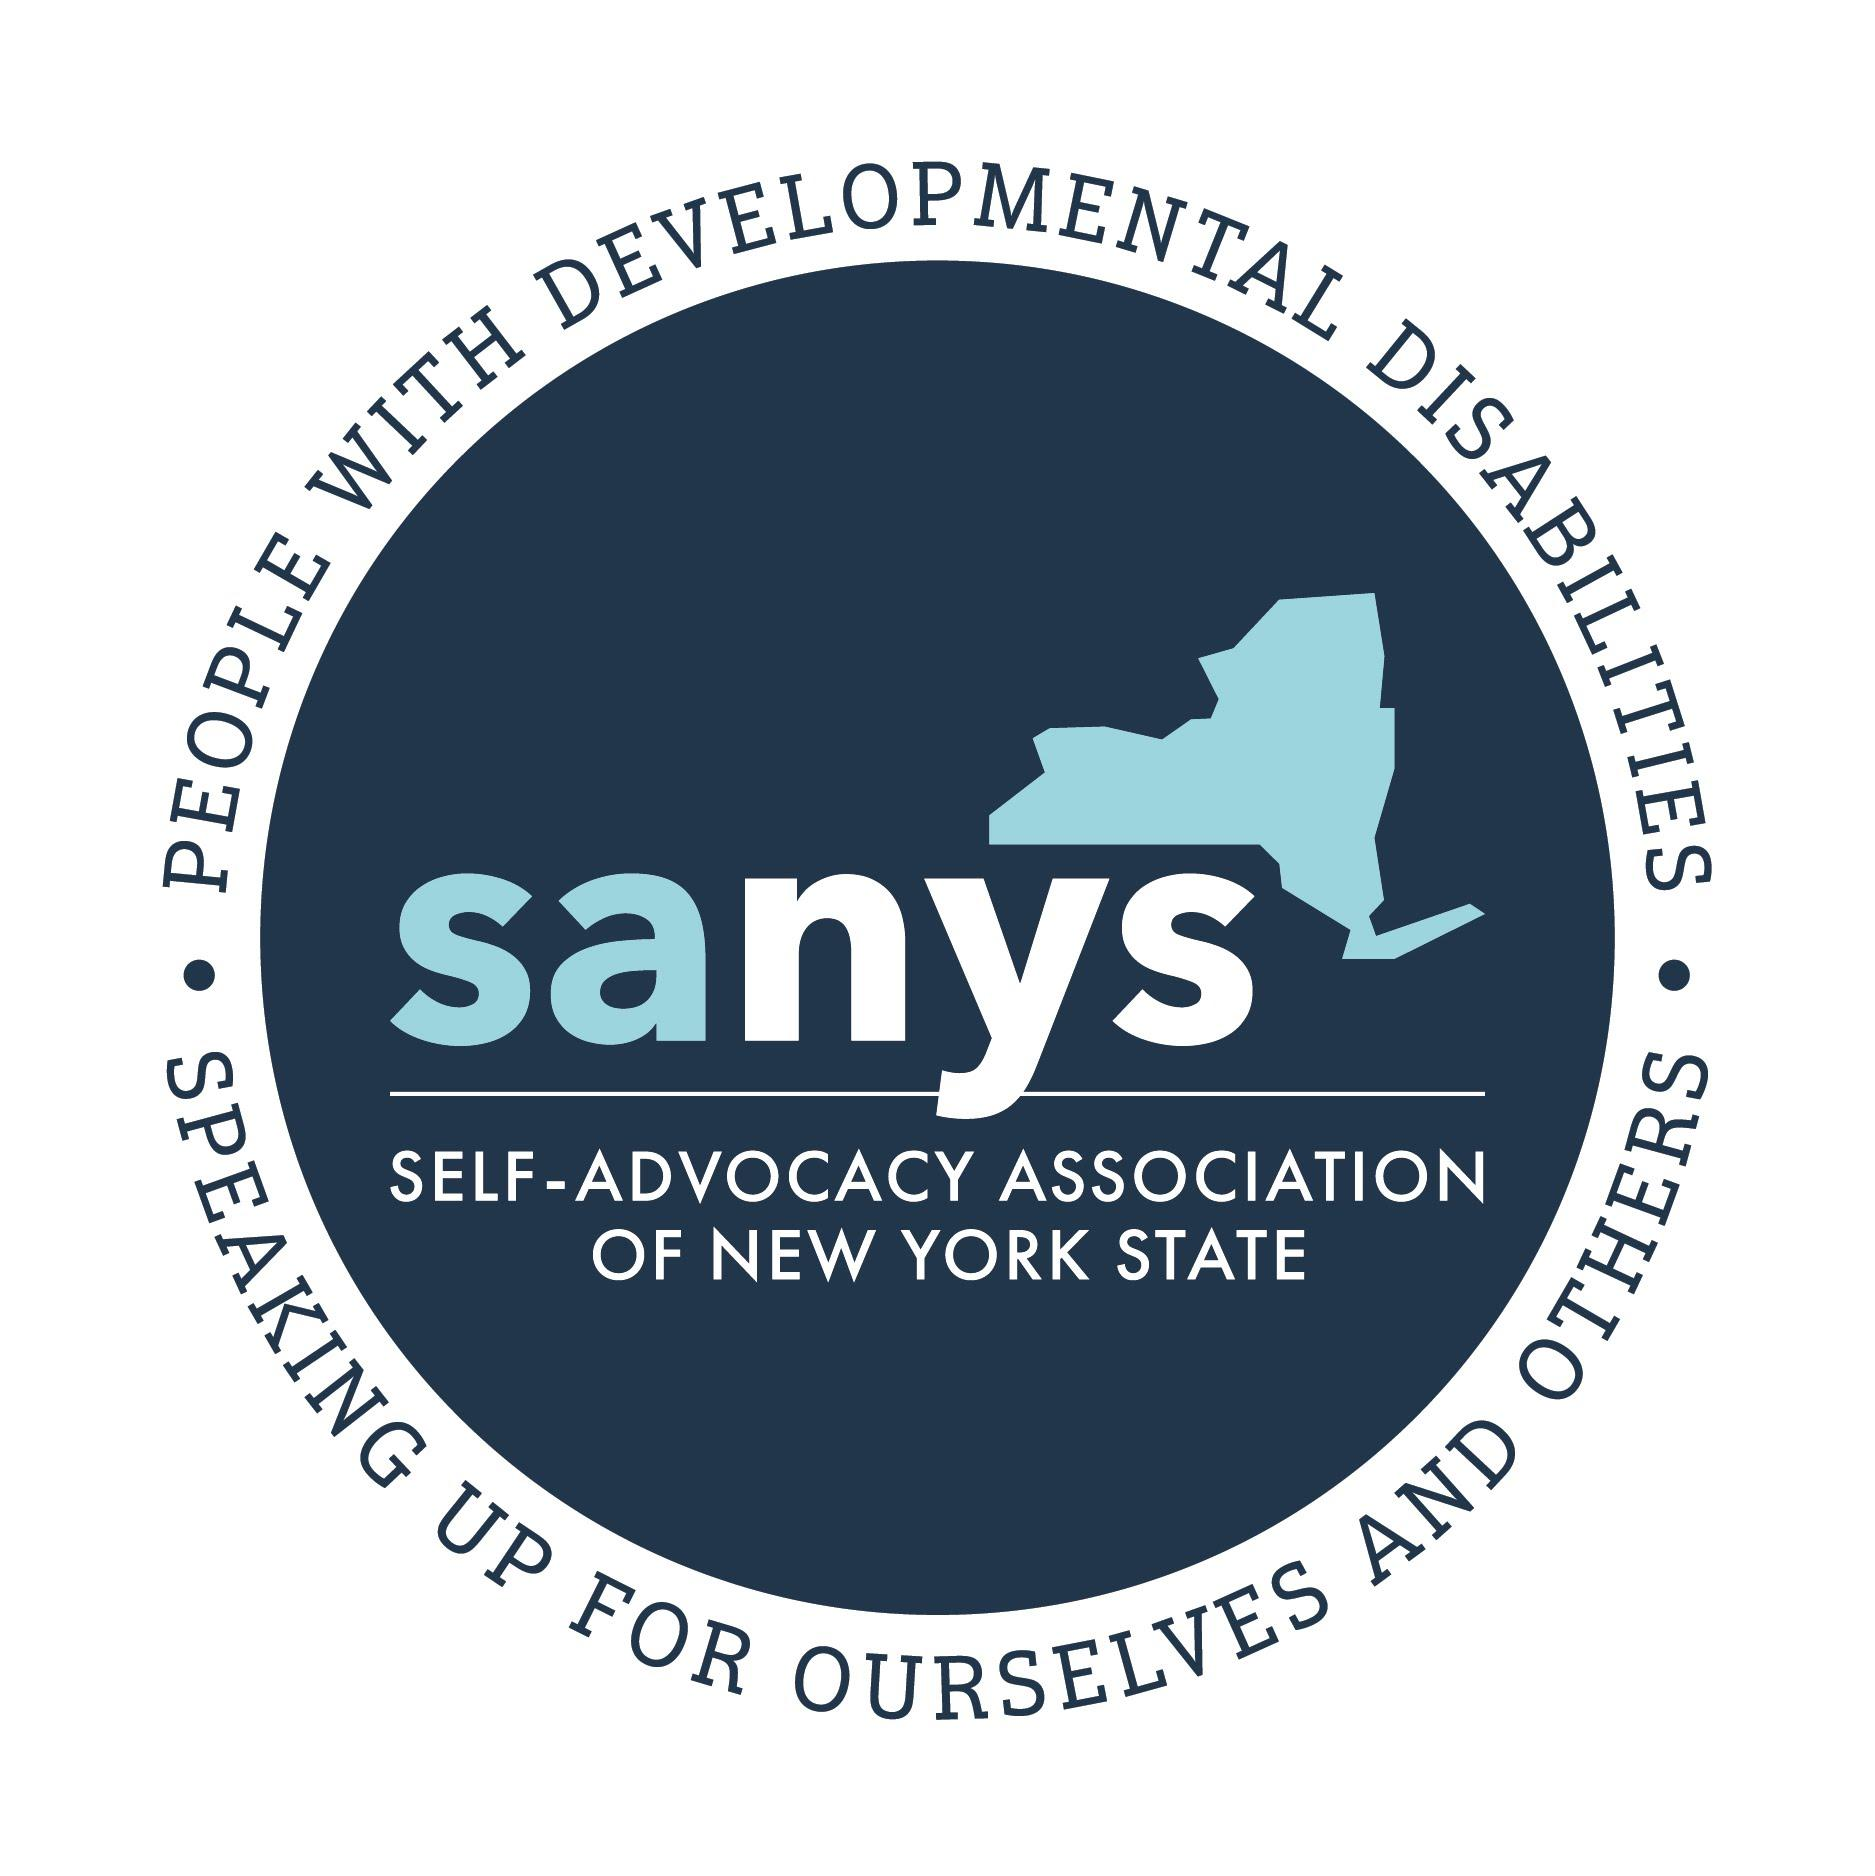 PEOPLE WITH DEVELOPMENTAL DISABILITIES
sanys
SELF-ADVOCACY ASSOCIATION
OF NEW YORK STATE
• SPEAKING UP FOR OURSELVES AND OTHERS •